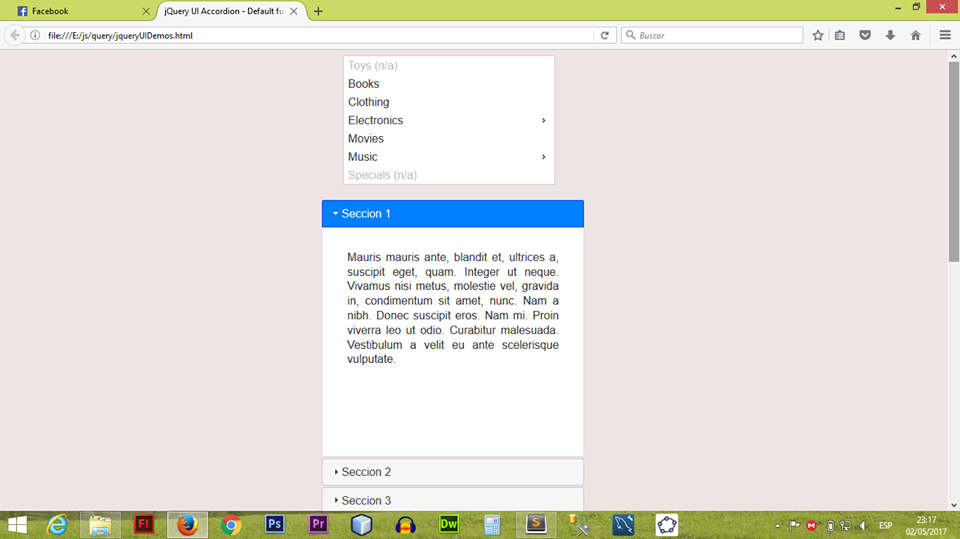 Facebook
jQuery UI Accordion - Default fu
file:///E:/js/query/jqueryUIDemos.html
Buscar
Toys (n/a)
Books
Clothing
Electronics
Movies
Music
Specials (n/a)
Seccion 1
Mauris mauris ante, blandit et, ultrices a,
suscipit eget, quam. Integer ut neque.
Vivamus nisi metus, molestie vel, gravida
in, condimentum sit amet, nunc. Nam a
nibh. Donec suscipit eros. Nam mi. Proin
viverra leo ut odio. Curabitur malesuada.
Vestibulum a velit eu ante scelerisque
vulputate.
Seccion 2
Seccion 3
Fl
Ps
Pr
Dw
S
M
ESP
23:17
02/05/2017